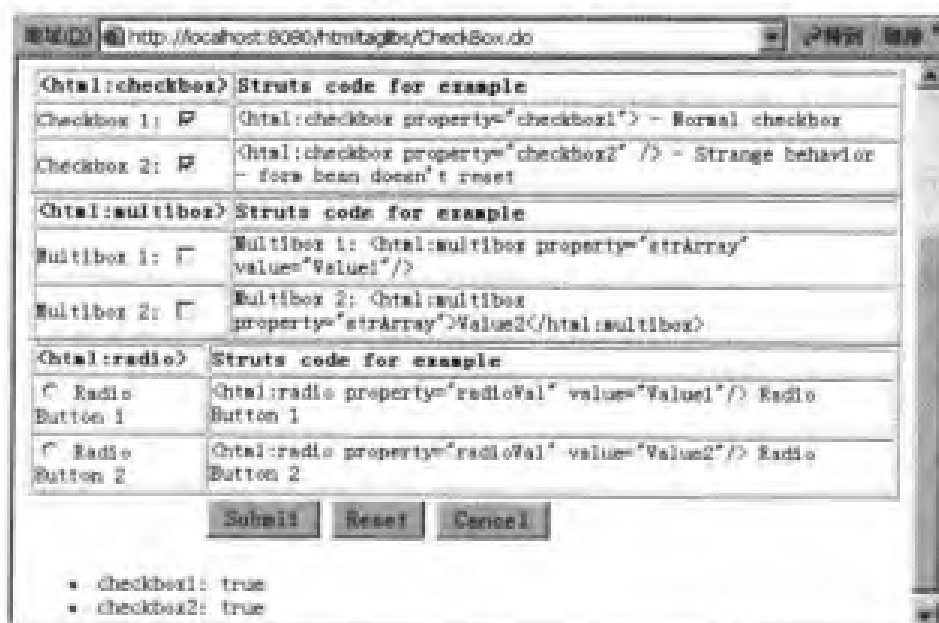 http://localhost:8080/htmltaglibs/CheckBox.do 转到
<html:checkbox> Struts code for example
Checkbox 1: <html:checkbox property="checkbox1"> - Normal checkbox
Checkbox 2: <html:checkbox property="checkbox2" /> - Strange behavior
- form bean doesn't reset
<html:multibox> Struts code for example
Multibox 1: Multibox 1: <html:multibox property="strArray"
value="Value1"/>
Multibox 2: Multibox 2: <html:multibox
property="strArray">Value2</html:multibox>
<html:radio> Struts code for example
Radio
Button 1
<html:radio property="radioVal" value="Value1"/> Radio
Button 1
Radio
Button 2
<html:radio property="radioVal" value="Value2"/> Radio
Button 2
Submit Reset Cancel
• checkbox1: true
• checkbox2: true